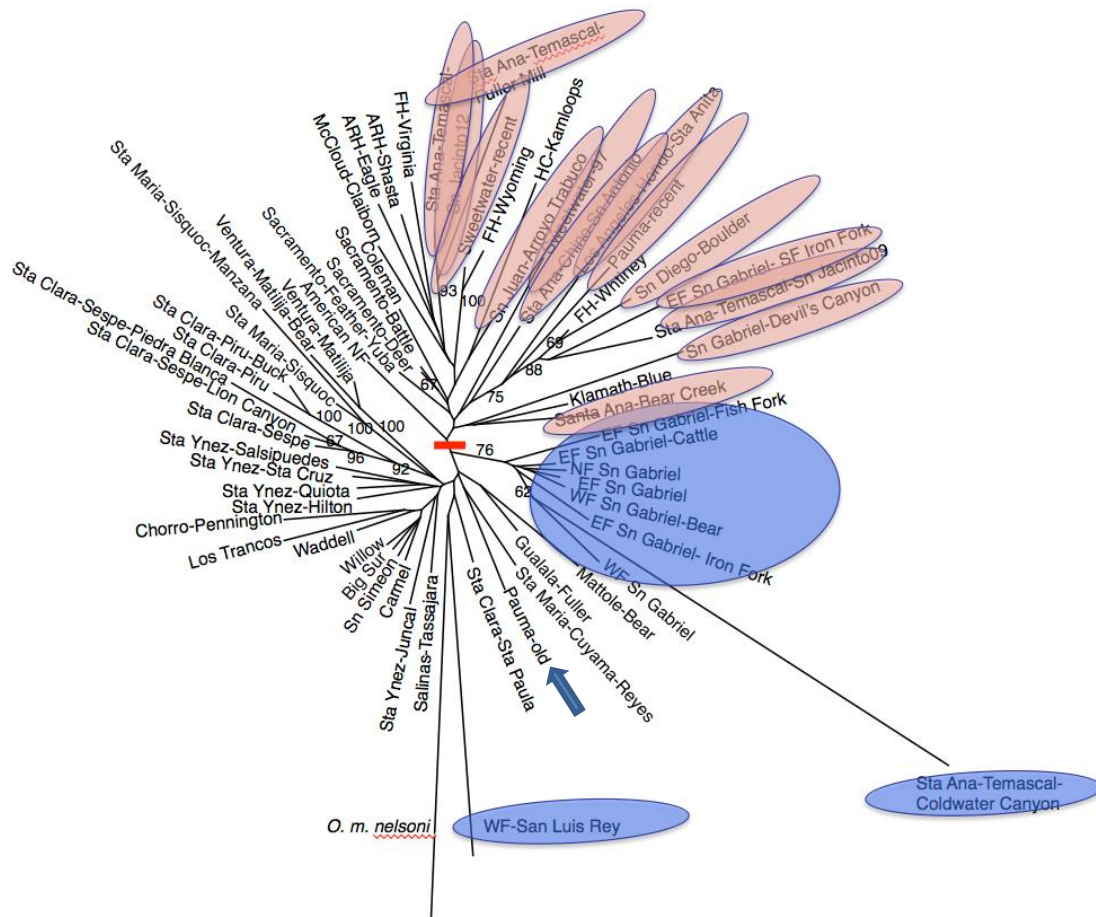 Sta Ana-Temascal-
Fuller Mill
Sta Ana-Temascal-
Sn Jacinto12
Sweetwater-recent
FH-Wyoming
HC-Kamloops
Sn Juan-Arroyo Trabuco
Sweetwater-97
Sta Ana-Chino-Sn Antonio
Los Angeles-Hondo-Sta Anita
Pauma-recent
FH-Whitney
Sn Diego-Boulder
EF Sn Gabriel- SF Iron Fork
Sta Ana-Temascal-Sn Jacinto09
Sn Gabriel-Devil's Canyon
Klamath-Blue
Santa Ana-Bear Creek
EF Sn Gabriel-Fish Fork
EF Sn Gabriel-Cattle
NF Sn Gabriel
EF Sn Gabriel
WF Sn Gabriel-Bear
EF Sn Gabriel- Iron Fork
WF Sn Gabriel
Sta Ana-Temascal-
Coldwater Canyon
Mattole-Bear
Gualala-Fuller
Sta Maria-Cuyama-Reyes
Pauma-old
Sta Clara-Sta Paula
WF-San Luis Rey
O. m. nelsoni
Salinas-Tassajara
Sta Ynez-Juncal
Carmel
Sn Simeon
Big Sur
Willow
Waddell
Los Trancos
Chorro-Pennington
Sta Ynez-Hilton
Sta Ynez-Quiota
Sta Ynez-Sta Cruz
Sta Ynez-Salsipuedes
Sta Clara-Sespe
Sta Clara-Sespe-Lion Canyon
Sta Clara-Sespe-Piedra Blanca
Sta Clara-Piru
Sta Clara-Piru-Buck
Sta Maria-Sisquoc
Sta Maria-Sisquoc-Manzana
Ventura-Matililja-Bear
Ventura-Matilija
American NF
Sacramento-Feather-Yuba
Sacramento-Deer
Sacramento-Battle
Coleman
McCloud-Claiborn
ARH-Eagle
ARH-Shasta
FH-Virginia
93
100
69
88
75
67
76
62
100
100
100
67
96
92